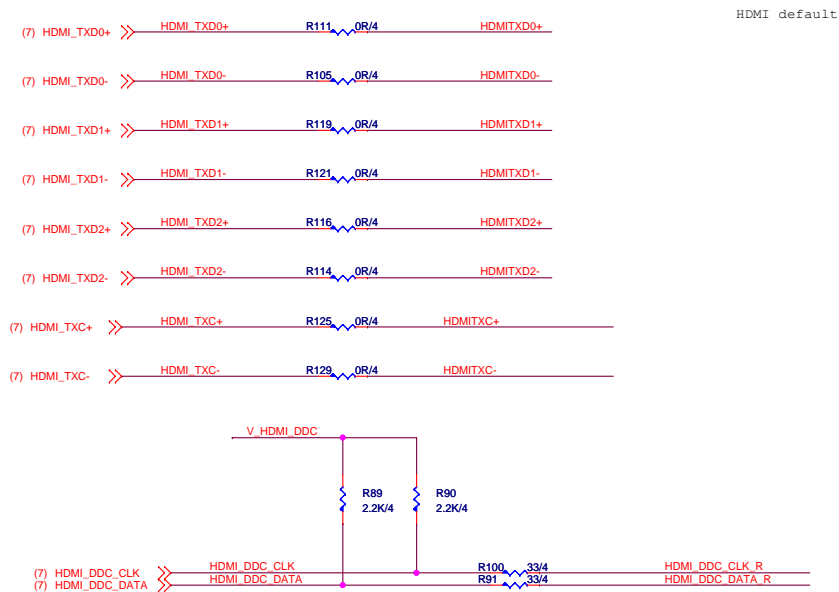 HDMI default
(7) HDMI_TXD0+ HDMI_TXD0+ R111 0R/4 HDMITXD0+
(7) HDMI_TXD0- HDMI_TXD0- R105 0R/4 HDMITXD0-
(7) HDMI_TXD1+ HDMI_TXD1+ R119 0R/4 HDMITXD1+
(7) HDMI_TXD1- HDMI_TXD1- R121 0R/4 HDMITXD1-
(7) HDMI_TXD2+ HDMI_TXD2+ R116 0R/4 HDMITXD2+
(7) HDMI_TXD2- HDMI_TXD2- R114 0R/4 HDMITXD2-
(7) HDMI_TXC+ HDMI_TXC+ R125 0R/4 HDMITXC+
(7) HDMI_TXC- HDMI_TXC- R129 0R/4 HDMITXC-
V_HDMI_DDC
R89 R90
2.2K/4 2.2K/4
(7) HDMI_DDC_CLK HDMI_DDC_CLK R100 33/4 HDMI_DDC_CLK_R
(7) HDMI_DDC_DATA HDMI_DDC_DATA R91 33/4 HDMI_DDC_DATA_R